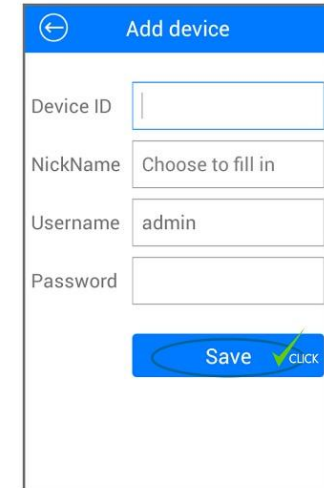 Add device
Device ID
NickName Choose to fill in
Username admin
Password
Save CLICK